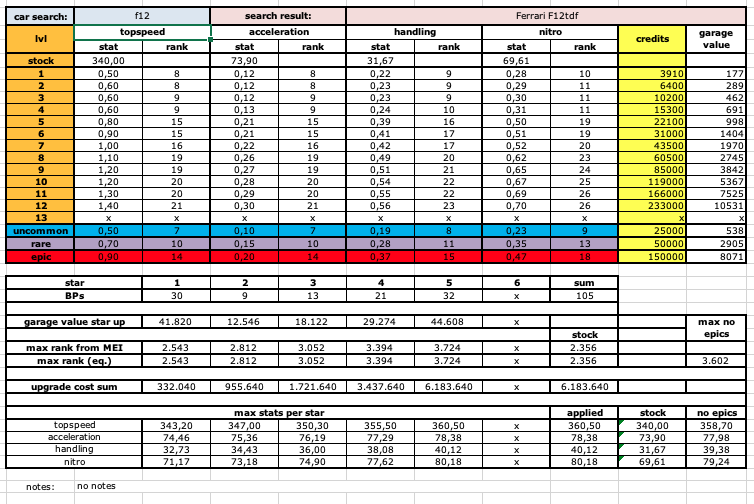 car search: f12 search result: Ferrari F12tdf
lvl topspeed acceleration handling nitro credits garage value
stat rank stat rank stat rank stat rank
stock 340,00 73,90 31,67 69,61
1 0,50 8 0,12 8 0,22 9 0,28 10 3910 177
2 0,60 8 0,12 8 0,23 9 0,29 11 6400 289
3 0,60 9 0,12 9 0,23 9 0,30 11 10200 462
4 0,60 9 0,13 9 0,24 10 0,31 11 15300 691
5 0,80 15 0,21 15 0,39 16 0,50 19 22100 998
6 0,90 15 0,21 15 0,41 17 0,51 19 31000 1404
7 1,00 16 0,22 16 0,42 17 0,52 20 43500 1970
8 1,10 19 0,26 19 0,49 20 0,62 23 60500 2745
9 1,20 19 0,27 19 0,51 21 0,65 24 85000 3842
10 1,20 20 0,28 20 0,54 22 0,67 25 119000 5367
11 1,30 20 0,29 20 0,55 22 0,69 26 166000 7525
12 1,40 21 0,30 21 0,56 23 0,70 26 233000 10531
13 x x x x x x x x x x
uncommon 0,50 7 0,10 7 0,19 8 0,23 9 25000 538
rare 0,70 10 0,15 10 0,28 11 0,35 13 50000 2905
epic 0,90 14 0,20 14 0,37 15 0,47 18 150000 8071
star 1 2 3 4 5 6 sum
BPs 30 9 13 21 32 x 105
garage value star up 41.820 12.546 18.122 29.274 44.608 x max no epics
stock
max rank from MEI 2.543 2.812 3.052 3.394 3.724 x 2.356
max rank (eq.) 2.543 2.812 3.052 3.394 3.724 x 2.356 3.602
upgrade cost sum 332.040 955.640 1.721.640 3.437.640 6.183.640 x 6.183.640
max stats per star applied stock no epics
topspeed 343,20 347,00 350,30 355,50 360,50 x 360,50 340,00 358,70
acceleration 74,46 75,36 76,19 77,29 78,38 x 78,38 73,90 77,98
handling 32,73 34,43 36,00 38,08 40,12 x 40,12 31,67 39,38
nitro 71,17 73,18 74,90 77,62 80,18 x 80,18 69,61 79,24
notes: no notes